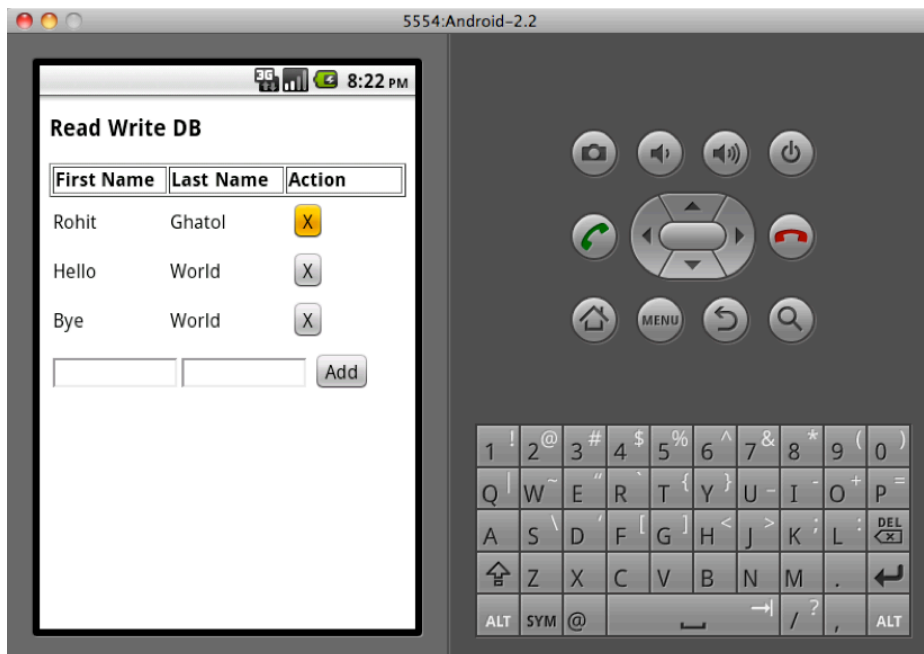 5554:Android-2.2
3G 8:22 PM
Read Write DB
First Name Last Name Action
Rohit Ghatol X
Hello World X
Bye World X
Add
MENU
1 ! 2 @ 3 # 4 $ 5 % 6 ^ 7 & 8 * 9 ( 0 )
Q | W ~ E " R ` T { Y } U _ I - O + P =
A S \ D ' F [ G ] H < J > K ; L : DEL
Z X C V B N M .
ALT SYM @ / ? , ALT